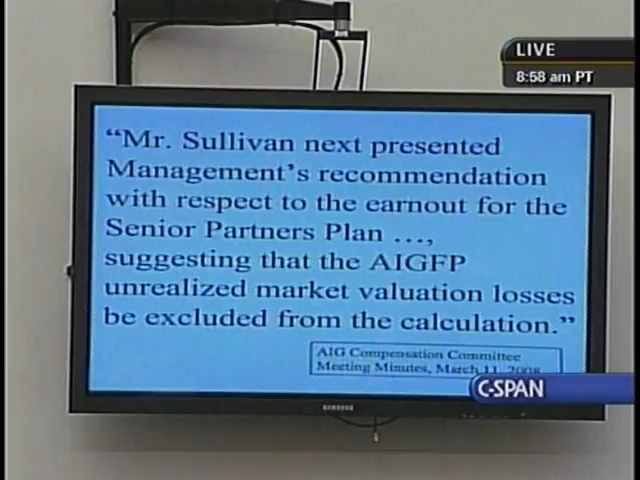 LIVE
8:58 am PT
“Mr. Sullivan next presented
Management’s recommendation
with respect to the earnout for the
Senior Partners Plan ...,
suggesting that the AIGFP
unrealized market valuation losses
be excluded from the calculation.”
AIG Compensation Committee
Meeting Minutes, March 11, 2008
C-SPAN
SAMSUNG